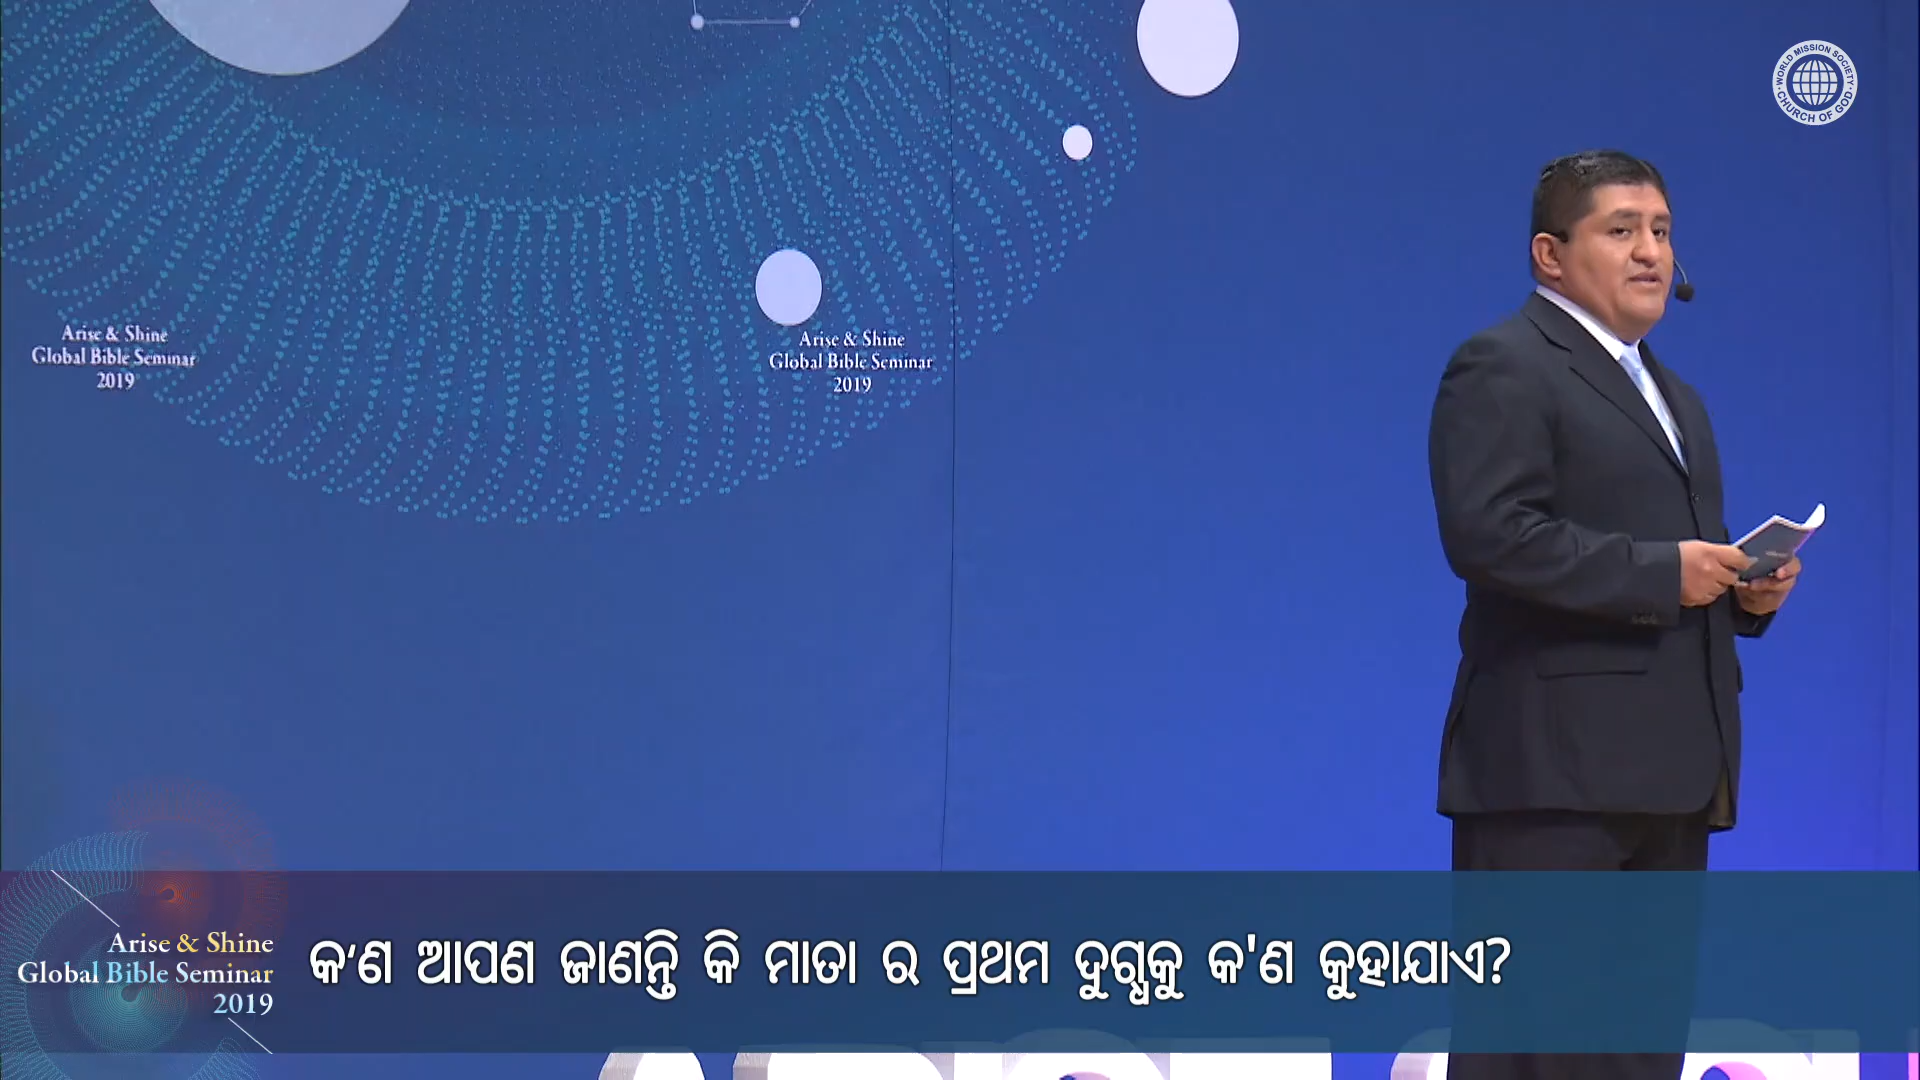 WORLD MISSION SOCIETY
CHURCH OF GOD
Arise & Shine
Global Bible Seminar
2019
Arise & Shine
Global Bible Seminar
2019
Arise & Shine
Global Bible Seminar
2019
କ‘ଣ ଆପଣ ଜାଣନ୍ତି କି ମାତା ର ପ୍ରଥମ ଦୁଗ୍ଧକୁ କ'ଣ କୁହାଯାଏ?